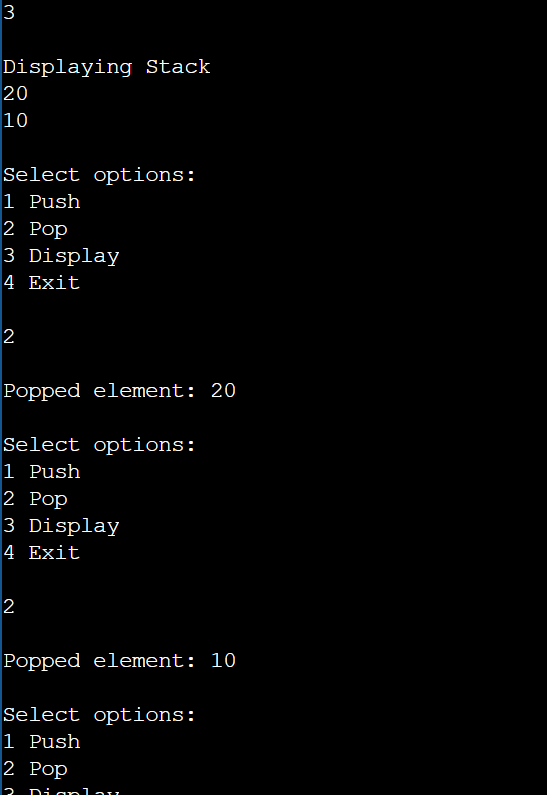 3
Displaying Stack
20
10
Select options:
1 Push
2 Pop
3 Display
4 Exit
2
Popped element: 20
Select options:
1 Push
2 Pop
3 Display
4 Exit
2
Popped element: 10
Select options:
1 Push
2 Pop
3 Display